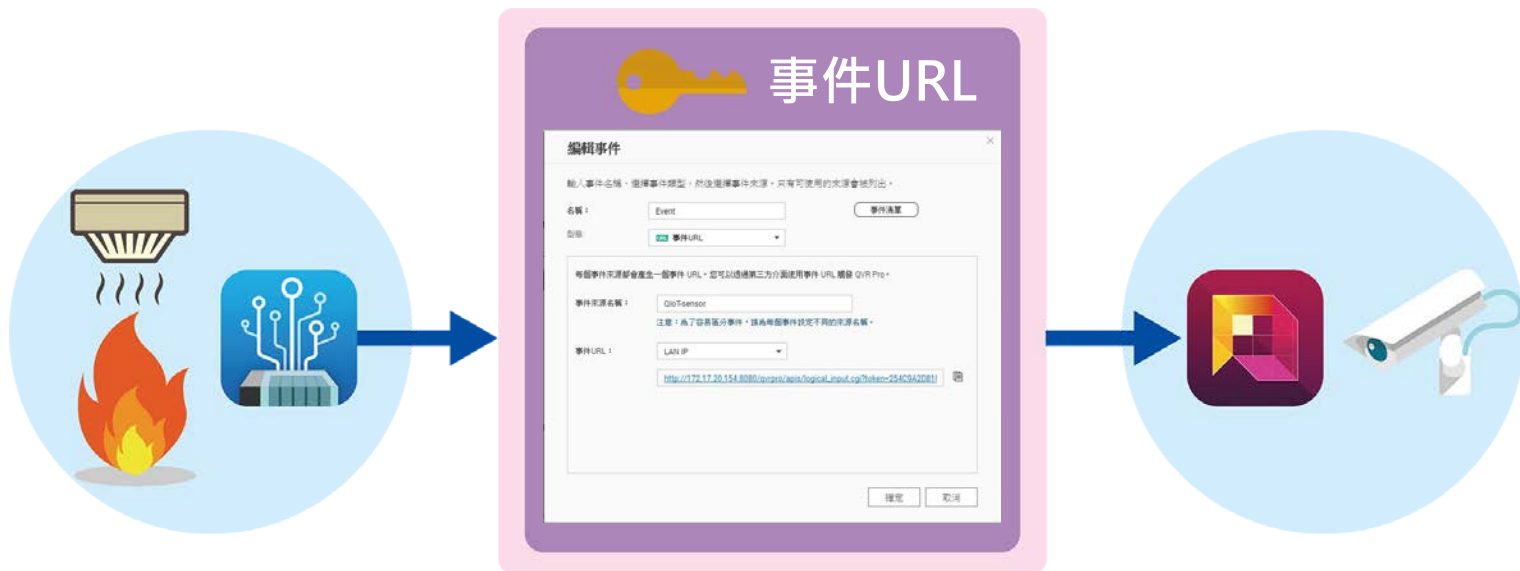 事件URL
編輯事件
輸入事件名稱、選擇事件類型，然後選擇事件來源。只有可使用的來源會被列出。
名稱：
Event
事件清單
型態:
URL 事件URL
每個事件來源都會產生一個事件 URL。您可以透過第三方介面使用事件 URL 觸發 QVR Pro。
事件來源名稱：
QIoT-sensor
注意：為了容易區分事件，請為每個事件設定不同的來源名稱。
事件URL：
LAN IP
http://172.17.20.154:8080/qvrpro/apis/logical_input.cgi?token=254C9A2D81
確定
取消